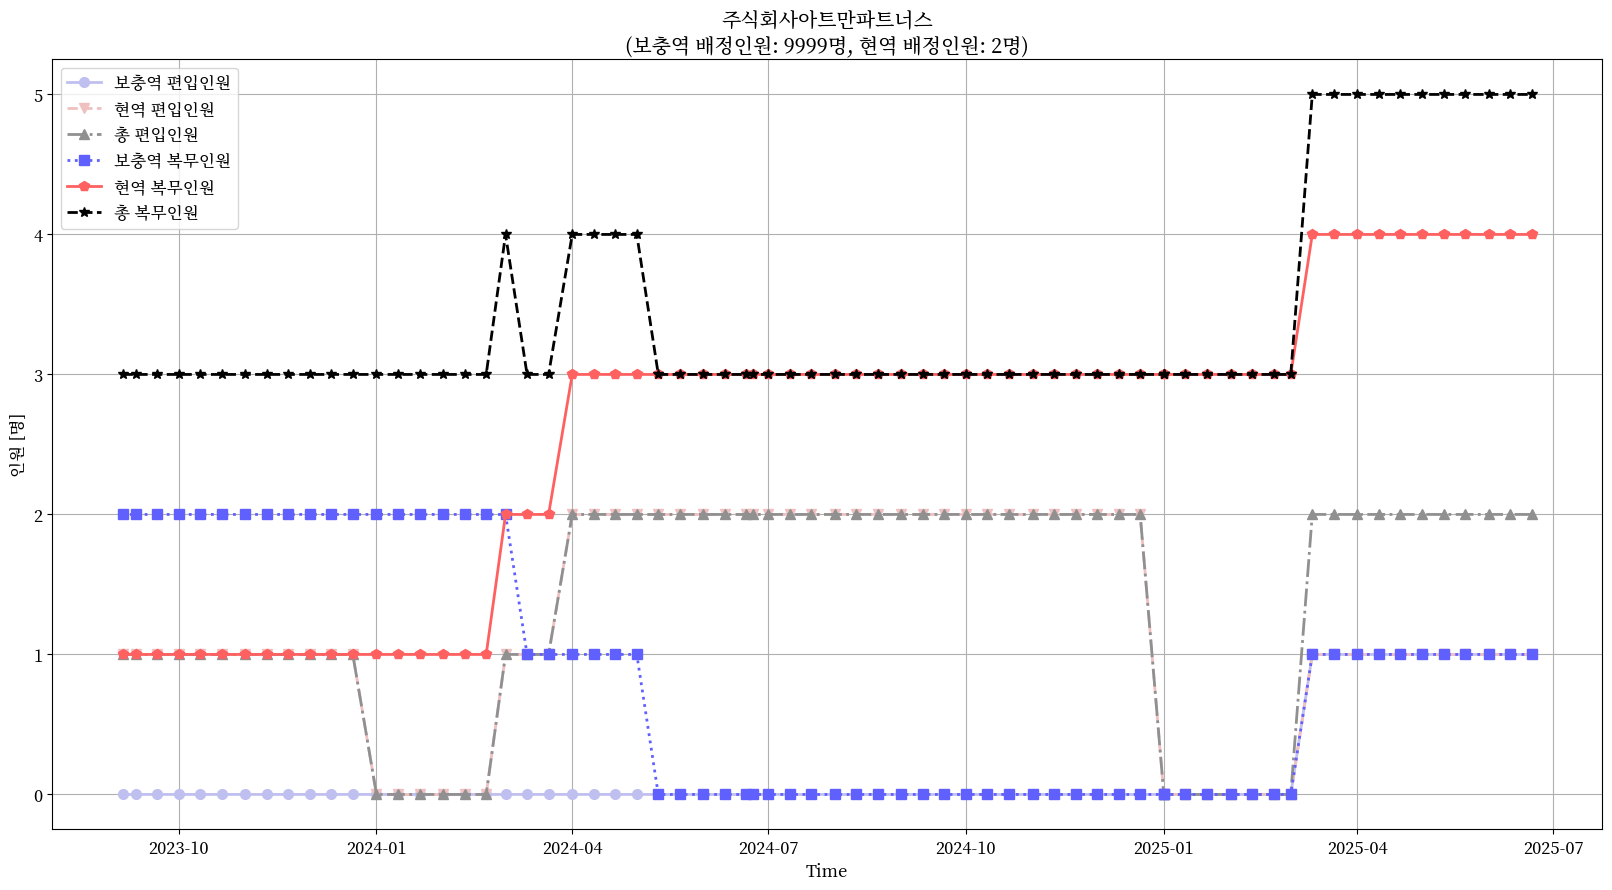 주식회사아트만파트너스
(보충역 배정인원: 9999명, 현역 배정인원: 2명)
보충역 편입인원
현역 편입인원
총 편입인원
보충역 복무인원
현역 복무인원
총 복무인원
인원 [명]
5
4
3
2
1
0
2023-10
2024-01
2024-04
2024-07
2024-10
2025-01
2025-04
2025-07
Time